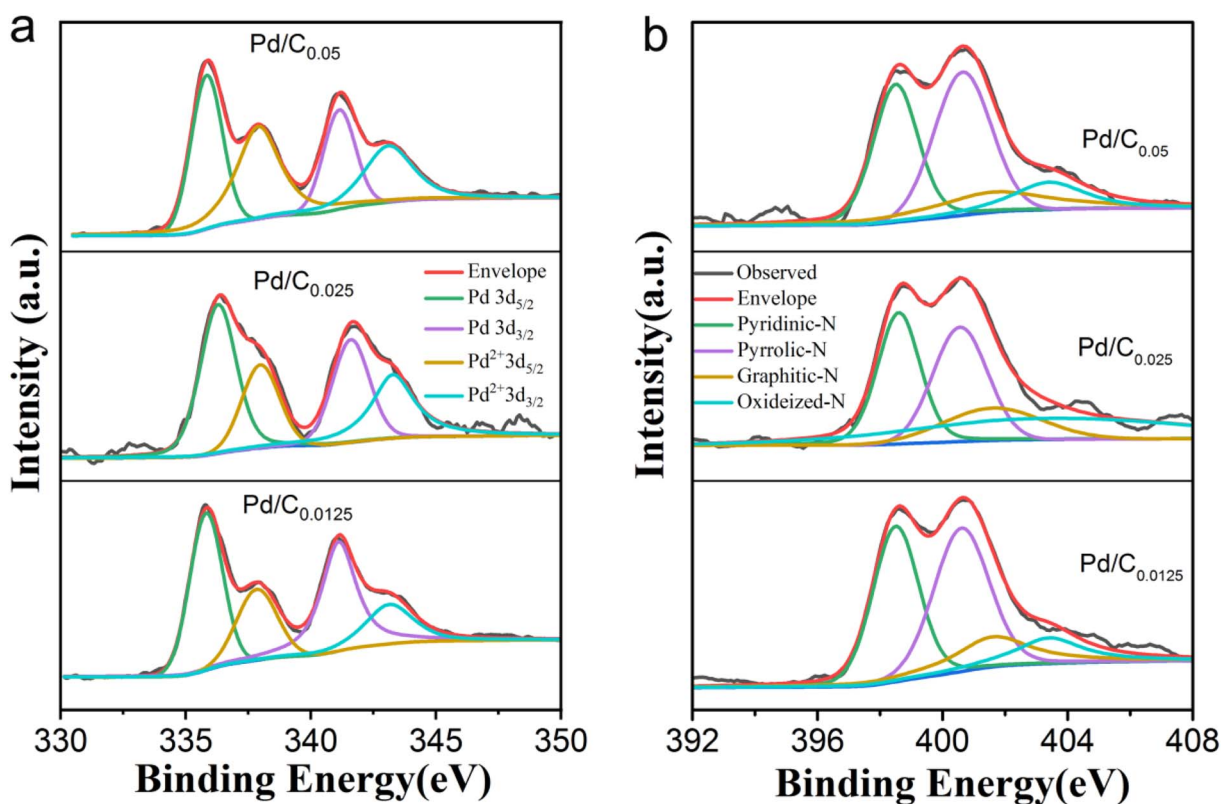 a
Pd/C0.05
Pd/C0.025
Envelope
Pd 3d5/2
Pd 3d3/2
Pd2+3d5/2
Pd2+3d3/2
Pd/C0.0125
Intensity (a.u.)
330 335 340 345 350
Binding Energy(eV)
b
Pd/C0.05
Observed
Envelope
Pyridinic-N
Pyrrolic-N
Graphitic-N
Oxideized-N
Pd/C0.025
Pd/C0.0125
Intensity(a.u.)
392 396 400 404 408
Binding Energy(eV)